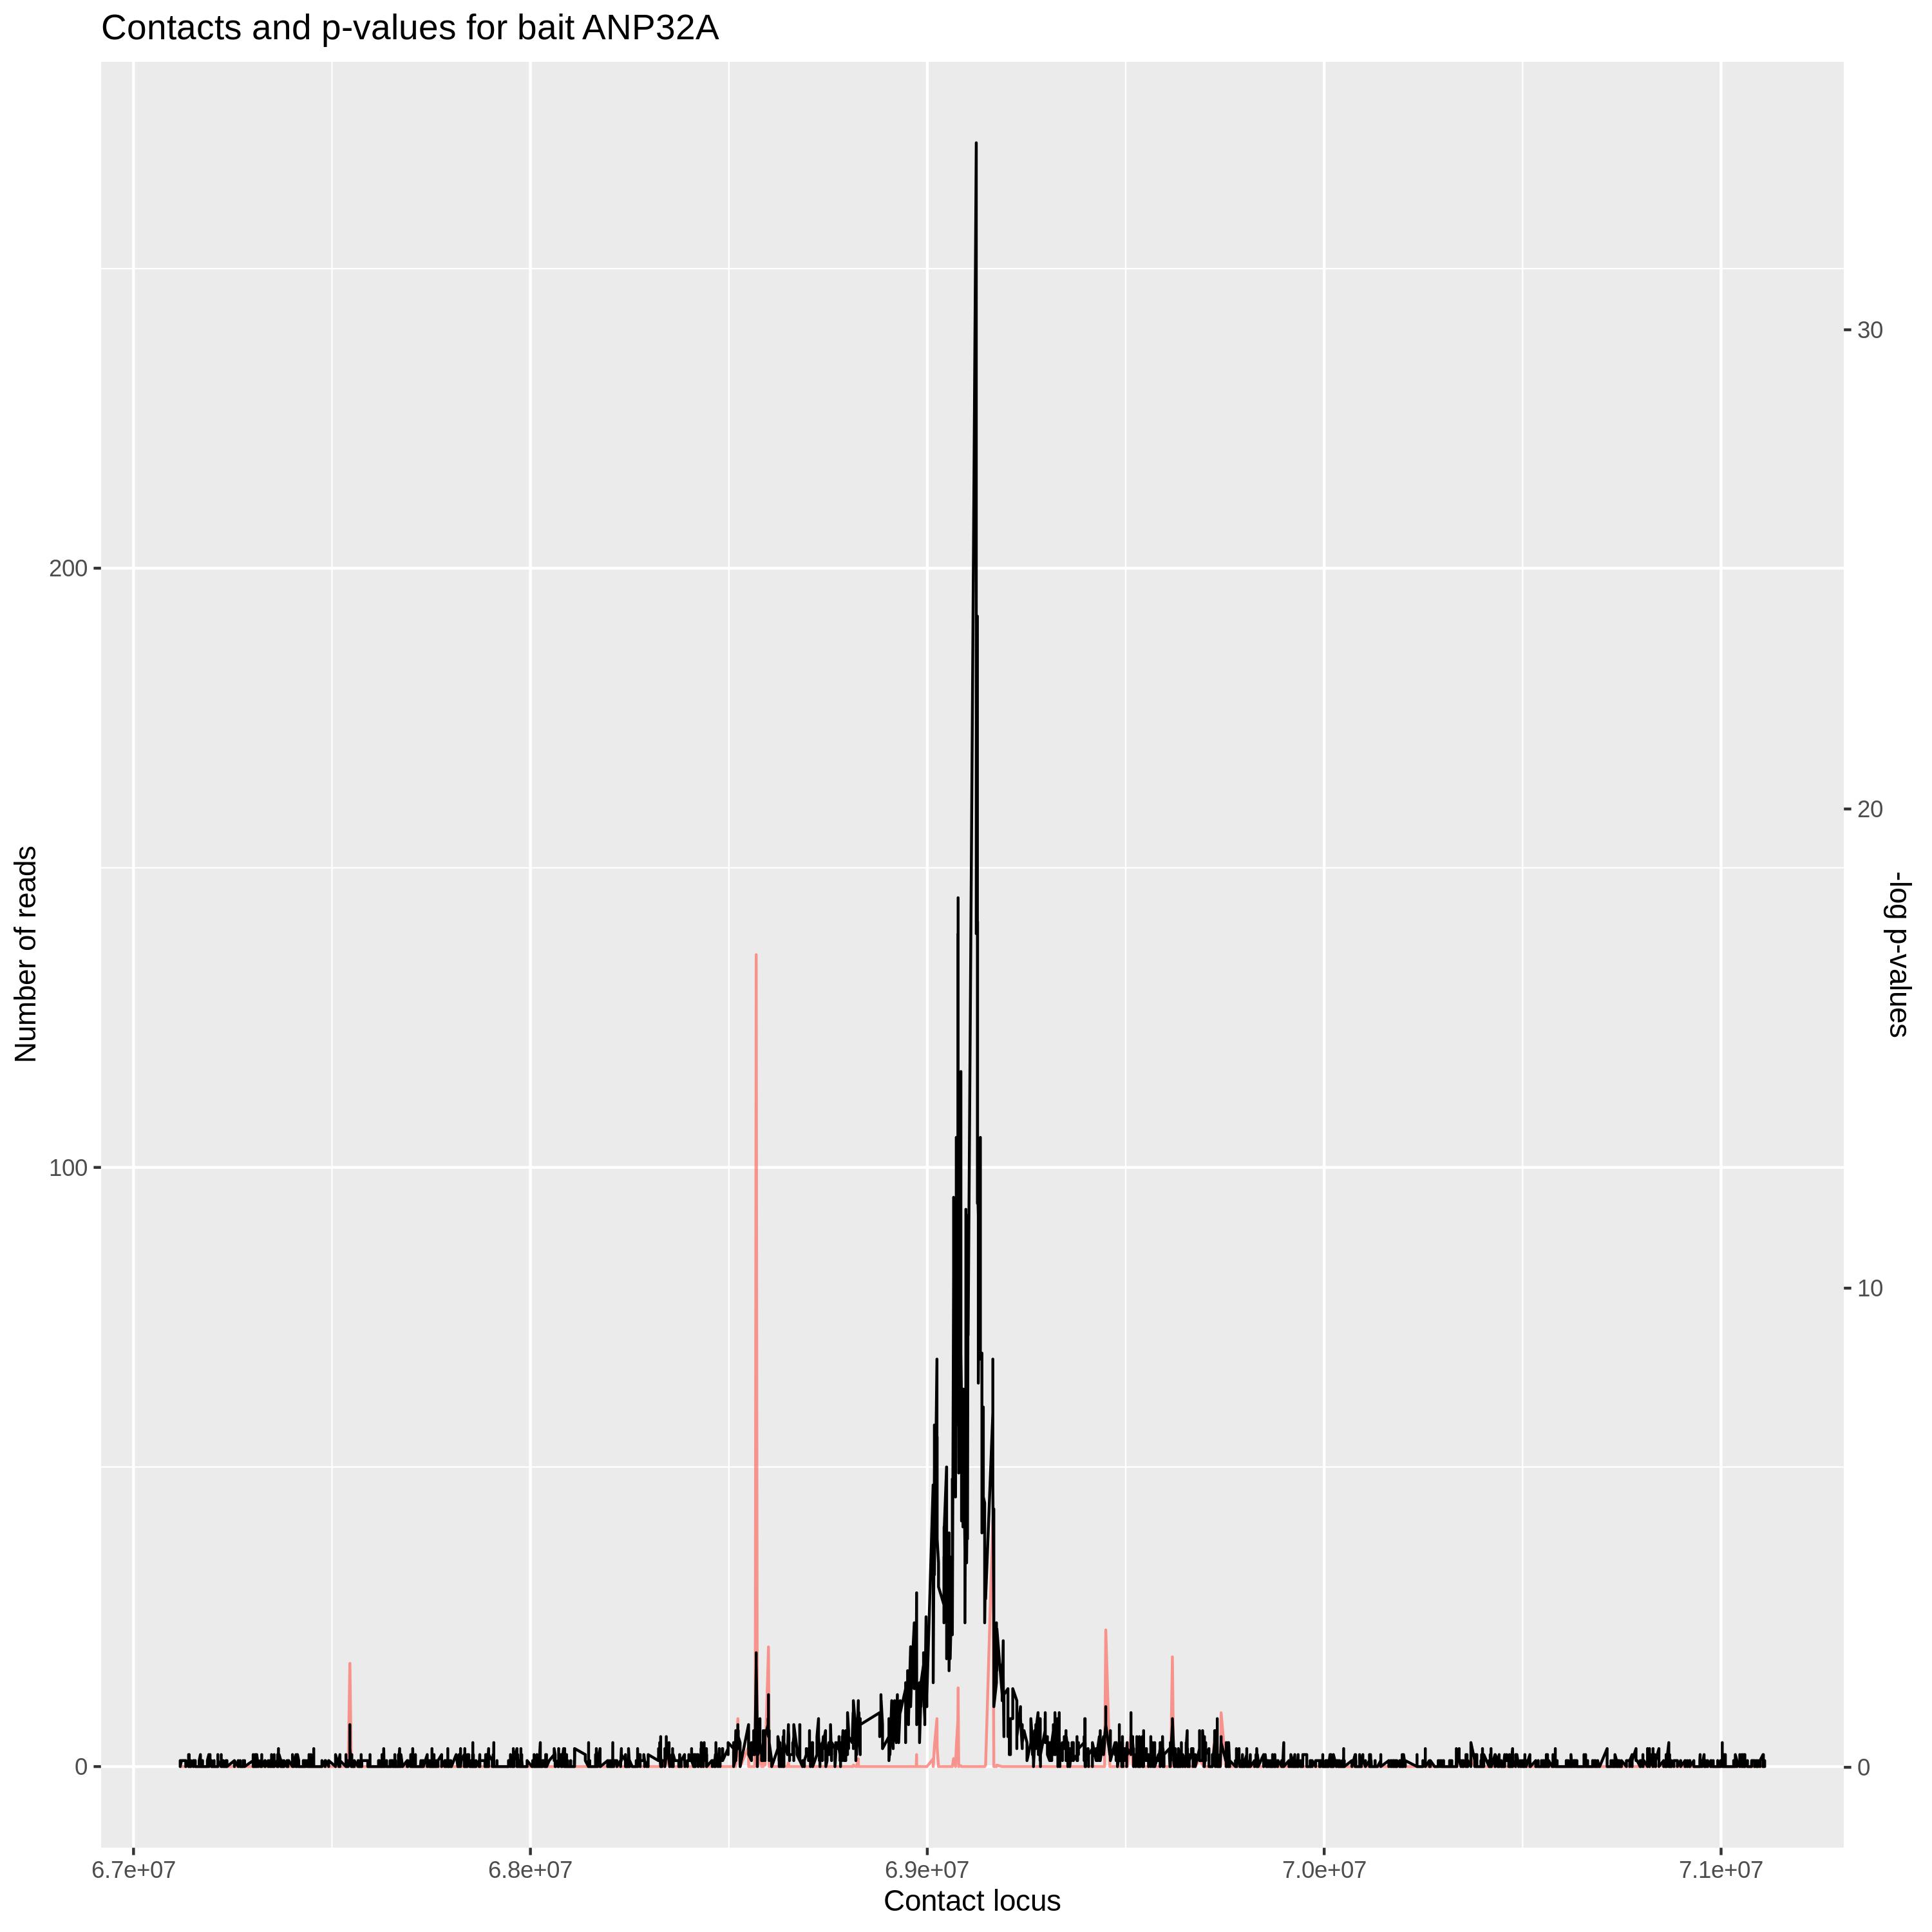 Contacts and p-values for bait ANP32A
Number of reads
200
100
0
30
20
10
0
-log p-values
6.7e+07 6.8e+07 6.9e+07 7.0e+07 7.1e+07
Contact locus